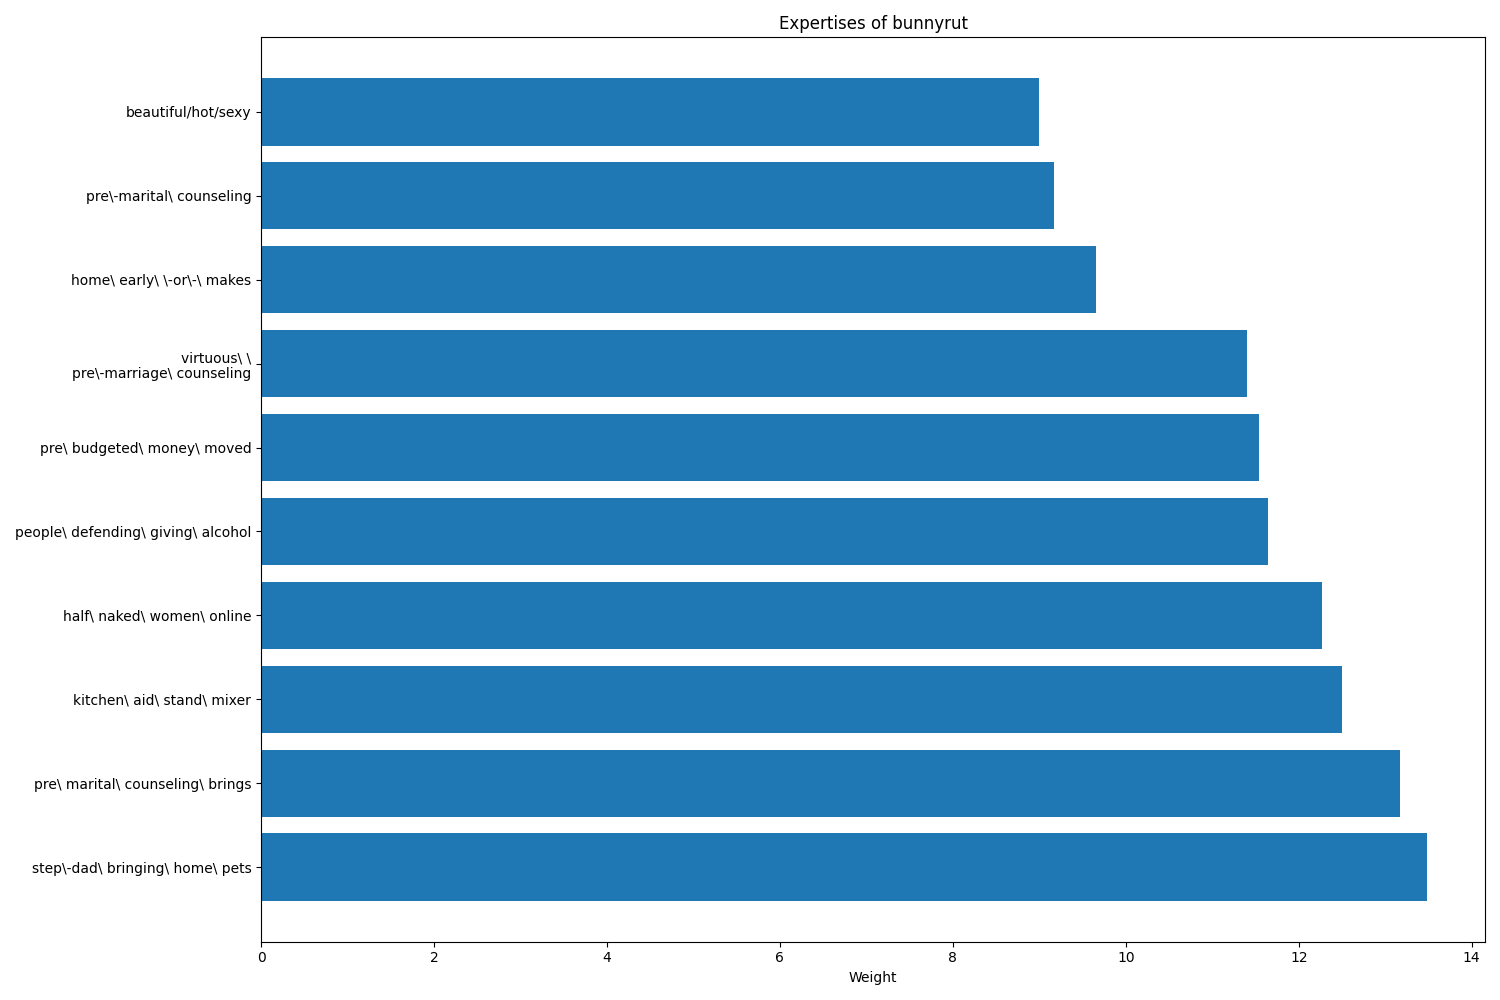 Expertises of bunnyrut
beautiful/hot/sexy
pre\-marital\ counseling
home\ early\ \-or\-\ makes
virtuous\ \
pre\-marriage\ counseling
pre\ budgeted\ money\ moved
people\ defending\ giving\ alcohol
half\ naked\ women\ online
kitchen\ aid\ stand\ mixer
pre\ marital\ counseling\ brings
step\-dad\ bringing\ home\ pets
0 2 4 6 8 10 12 14
Weight